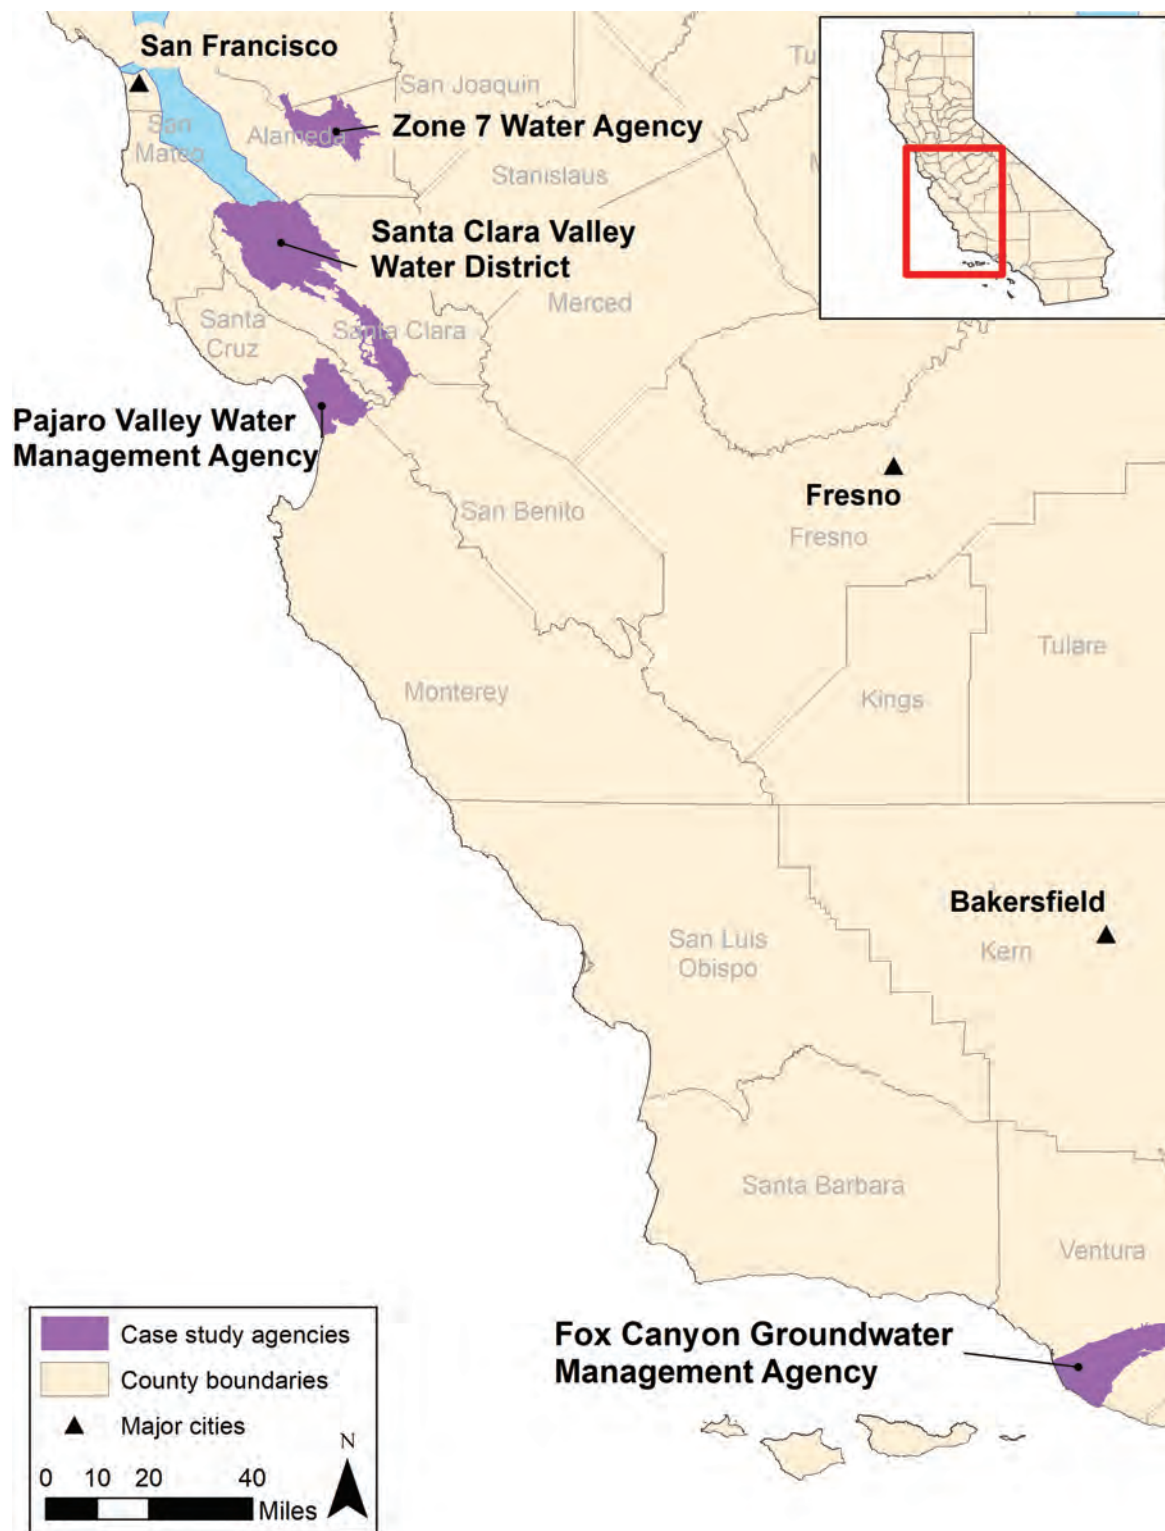 San Francisco
San Joaquin
Tu
San
Mateo
Alameda
Zone 7 Water Agency
Stanislaus
M
Santa Clara Valley
Water District
Merced
Santa
Cruz
Santa Clara
Pajaro Valley Water
Management Agency
Fresno
San Benito
Fresno
Tulare
Monterey
Kings
Bakersfield
San Luis
Obispo
Kern
Santa Barbara
Ventura
Fox Canyon Groundwater
Management Agency
Case study agencies
County boundaries
Major cities
N
0 10 20 40
Miles